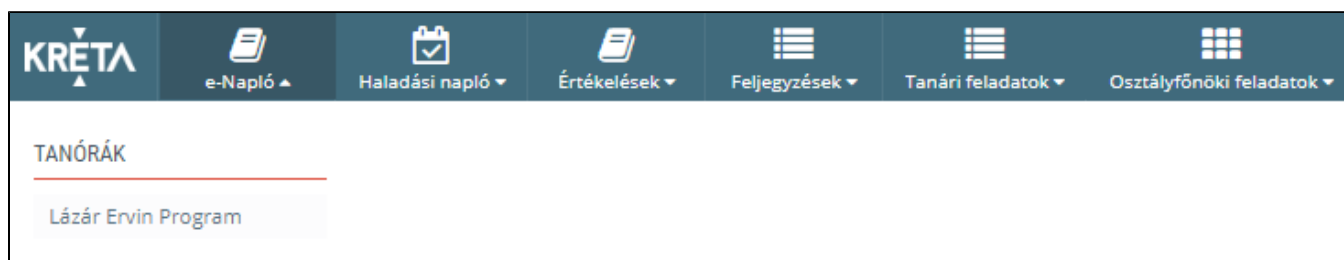 KRÉTA
e-Napló
Haladási napló
Értékelések
Feljegyzések
Tanári feladatok
Osztályfőnöki feladatok
TANÓRÁK
Lázár Ervin Program